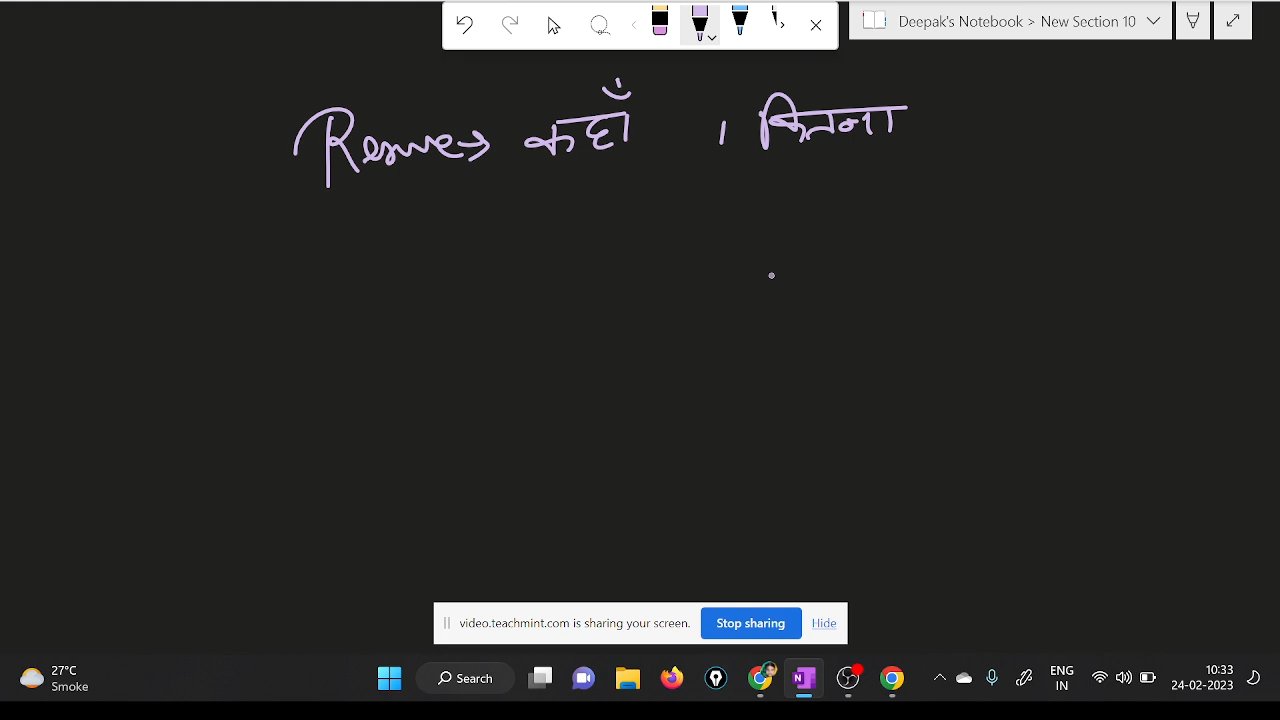 Deepak's Notebook > New Section 10
Reserve → कहाँ , कितना
video.teachmint.com is sharing your screen. Stop sharing Hide
27°C
Smoke
Search
ENG
IN
10:33
24-02-2023